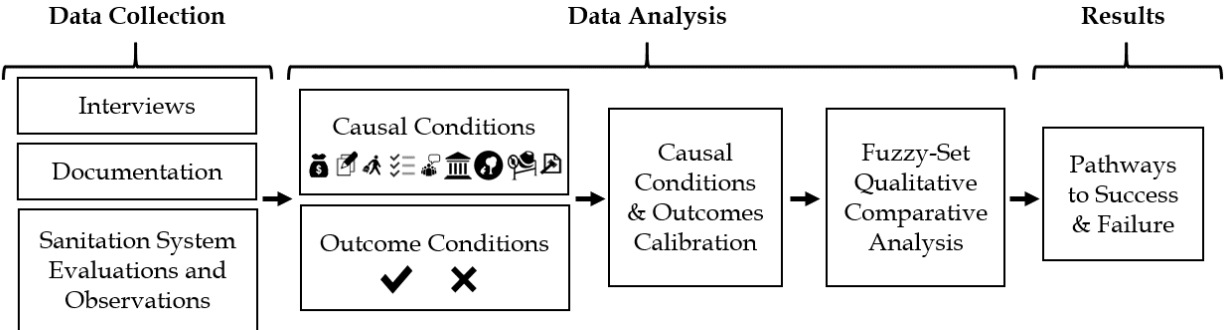 Data Collection
Data Analysis
Results
Interviews
Documentation
Sanitation System
Evaluations and
Observations
Causal Conditions
$
Outcome Conditions
Causal
Conditions
& Outcomes
Calibration
Fuzzy-Set
Qualitative
Comparative
Analysis
Pathways
to Success
& Failure